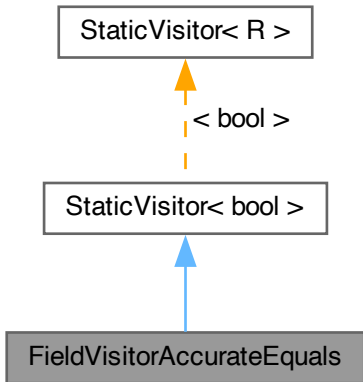 StaticVisitor< R >
< bool >
StaticVisitor< bool >
FieldVisitorAccurateEquals